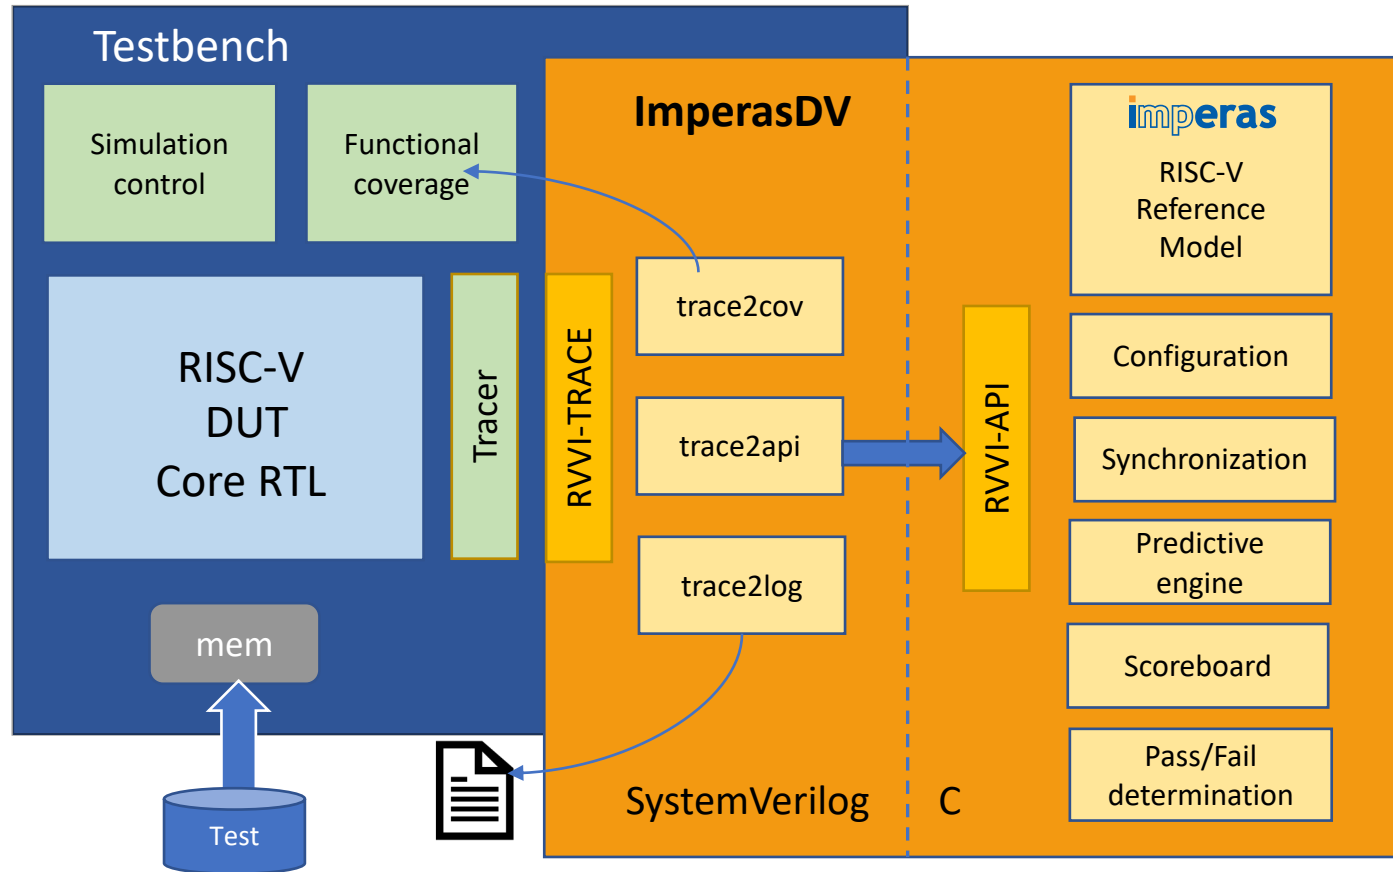 Testbench
Simulation
control
Functional
coverage
RISC-V
DUT
Core RTL
Tracer
mem
Test
ImperasDV
RVVI-TRACE
trace2cov
trace2api
trace2log
SystemVerilog
C
RVVI-API
imperas
RISC-V
Reference
Model
Configuration
Synchronization
Predictive
engine
Scoreboard
Pass/Fail
determination